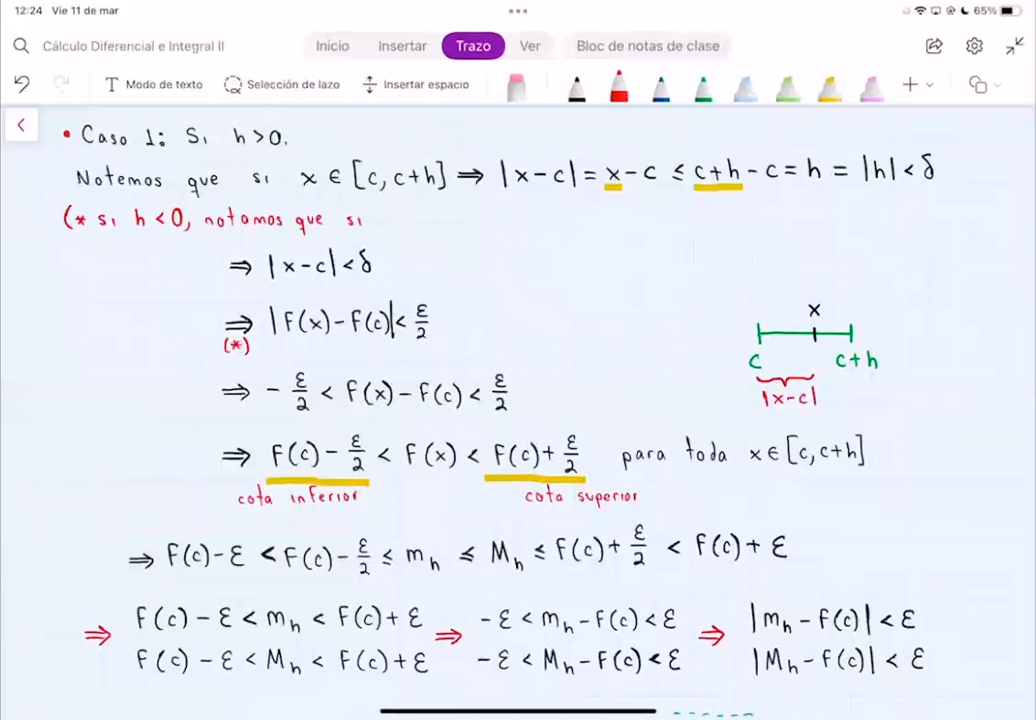 12:24 Vie 11 de mar 65%
Cálculo Diferencial e Integral II Inicio Insertar Trazo Ver Bloc de notas de clase
Modo de texto Selección de lazo Insertar espacio
• Caso 1: Si h > 0.
Notemos que si x ∈ [c, c+h] ⇒ |x-c| = x-c ≤ c+h-c = h = |h| < δ
(* si h < 0, notamos que si
⇒ |x-c| < δ
⇒ |f(x)-f(c)| < ε/2
(*)
x
c c+h
|x-c|
⇒ -ε/2 < f(x)-f(c) < ε/2
⇒ f(c)-ε/2 < f(x) < f(c)+ε/2 para toda x ∈ [c, c+h]
cota inferior cota superior
⇒ f(c)-ε < f(c)-ε/2 ≤ m_h ≤ M_h ≤ f(c)+ε/2 < f(c)+ε
⇒ f(c)-ε < m_h < f(c)+ε ⇒ -ε < m_h-f(c) < ε ⇒ |m_h-f(c)| < ε
f(c)-ε < M_h < f(c)+ε -ε < M_h-f(c) < ε |M_h-f(c)| < ε